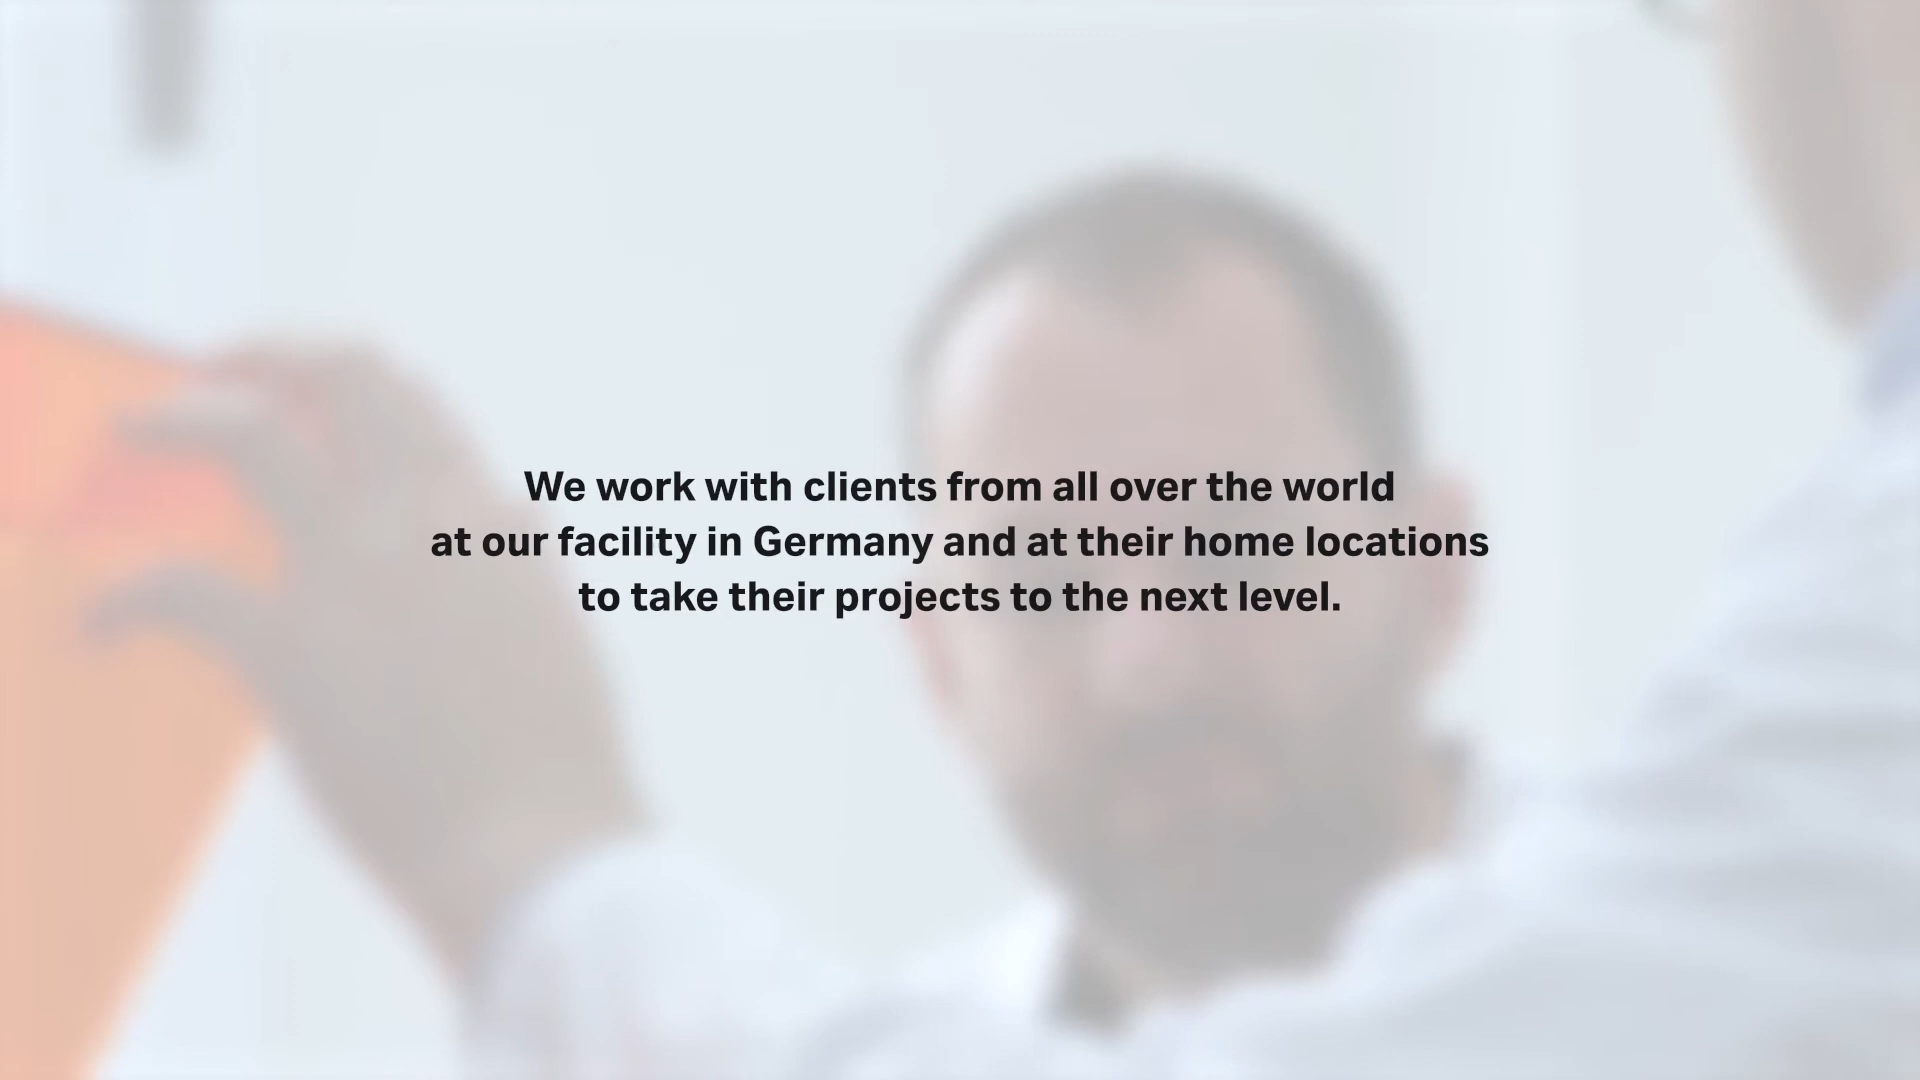 We work with clients from all over the world
at our facility in Germany and at their home locations
to take their projects to the next level.